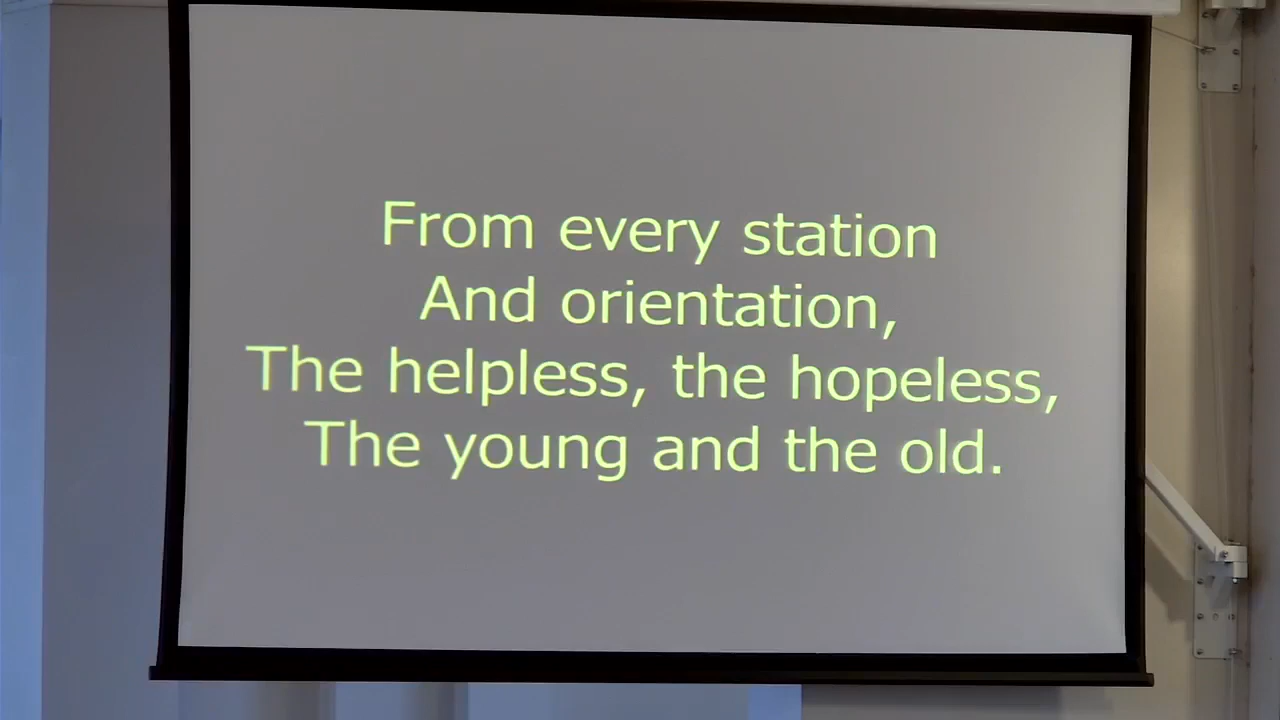 From every station
And orientation,
The helpless, the hopeless,
The young and the old.